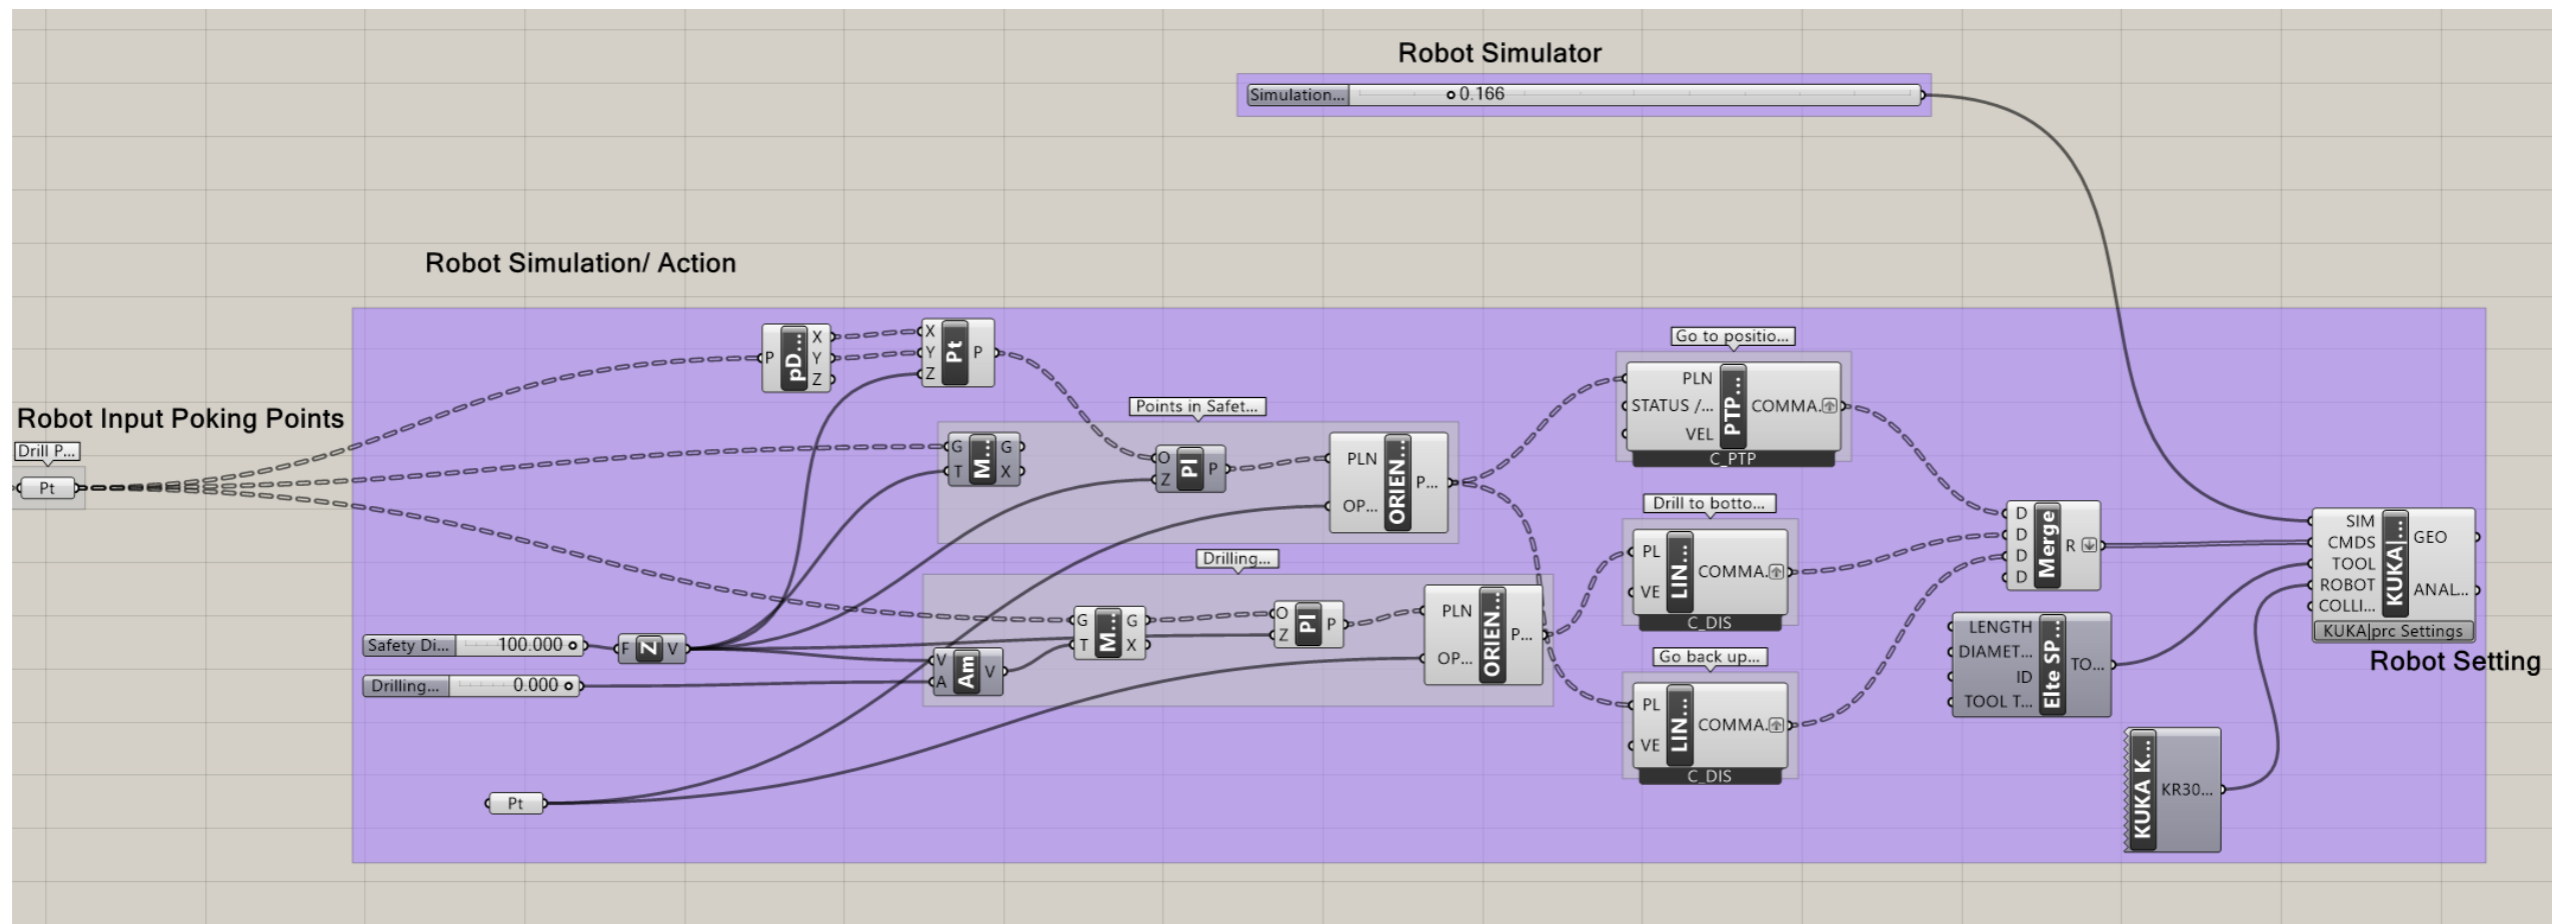 Robot Simulator
Simulation...
0.166
Robot Simulation/ Action
Robot Input Poking Points
Drill P...
Pt
P
pD...
X
Y
Z
X
Y
Z
Pt
P
Points in Safet...
G
T
M...
G
X
O
Z
Pl
P
PLN
OP...
ORIEN...
P...
Drilling...
G
T
M...
G
X
O
Z
Pl
P
PLN
OP...
ORIEN...
P...
Safety Di...
100.000
F
Z
V
Drilling...
0.000
V
A
Am
V
Pt
Go to positio...
PLN
STATUS /...
VEL
PTP...
COMMA.
C_PTP
Drill to botto...
PL
VE
LIN...
COMMA.
C_DIS
Go back up...
PL
VE
LIN...
COMMA.
C_DIS
D
D
D
D
Merge
R
LENGTH
DIAMET...
ID
TOOL T...
Elte SP...
TO...
KUKA K...
KR30...
SIM
CMDS
TOOL
ROBOT
COLLI...
KUKA|...
GEO
ANAL...
KUKA|prc Settings
Robot Setting